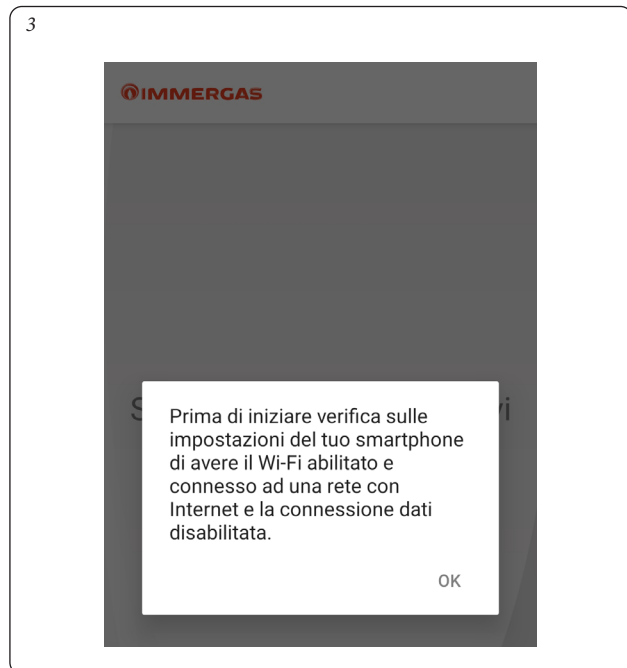 3
IMMERGAS
Prima di iniziare verifica sulle
impostazioni del tuo smartphone
di avere il Wi-Fi abilitato e
connesso ad una rete con
Internet e la connessione dati
disabilitata.
OK